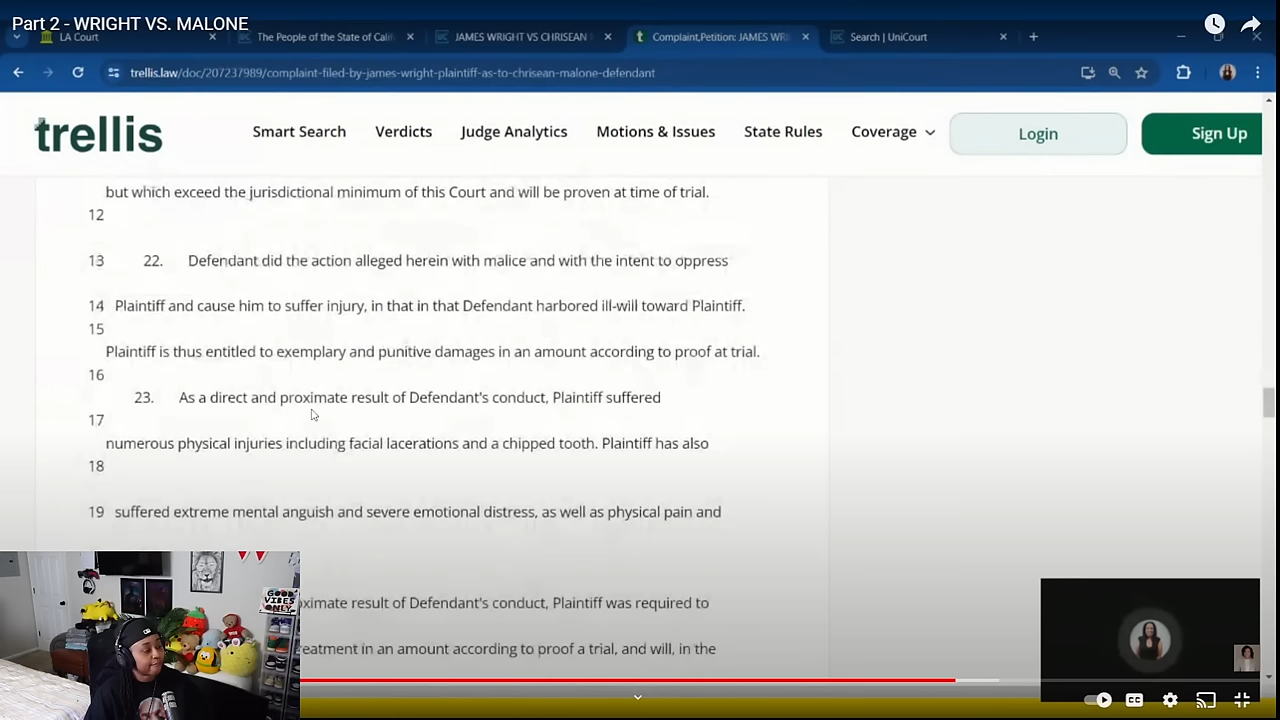 Part 2 - WRIGHT VS. MALONE
LA Court
The People of the State of Calif
JAMES WRIGHT VS CHRISEAN
Complaint,Petition: JAMES WRI
Search | UniCourt
trellis.law/doc/207237989/complaint-filed-by-james-wright-plaintiff-as-to-chrisean-malone-defendant
trellis
Smart Search
Verdicts
Judge Analytics
Motions & Issues
State Rules
Coverage
Login
Sign Up
but which exceed the jurisdictional minimum of this Court and will be proven at time of trial.
12
13 22. Defendant did the action alleged herein with malice and with the intent to oppress
14 Plaintiff and cause him to suffer injury, in that in that Defendant harbored ill-will toward Plaintiff.
15
Plaintiff is thus entitled to exemplary and punitive damages in an amount according to proof at trial.
16
23. As a direct and proximate result of Defendant's conduct, Plaintiff suffered
17
numerous physical injuries including facial lacerations and a chipped tooth. Plaintiff has also
18
19 suffered extreme mental anguish and severe emotional distress, as well as physical pain and
oximate result of Defendant's conduct, Plaintiff was required to
reatment in an amount according to proof a trial, and will, in the
GOOD
VIBES
ONLY
CC